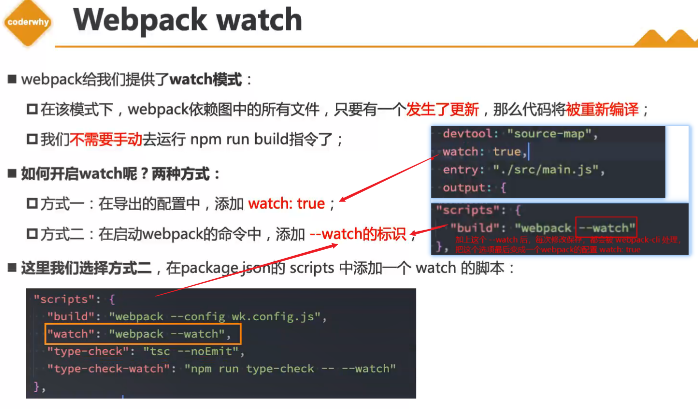 coderwhy
Webpack watch
webpack给我们提供了watch模式：
在该模式下，webpack依赖图中的所有文件，只要有一个发生了更新，那么代码将被重新编译；
我们不需要手动去运行 npm run build指令了；
devtool: "source-map",
watch: true,
entry: "./src/main.js",
output: {
如何开启watch呢？两种方式：
方式一：在导出的配置中，添加 watch: true；
方式二：在启动webpack的命令中，添加 --watch的标识；
"scripts": {
"build": "webpack --watch"
},
这里我们选择方式二，在package.json的 scripts 中添加一个 watch 的脚本：
"scripts": {
"build": "webpack --config wk.config.js",
"watch": "webpack --watch",
"type-check": "tsc --noEmit",
"type-check-watch": "npm run type-check -- --watch"
},